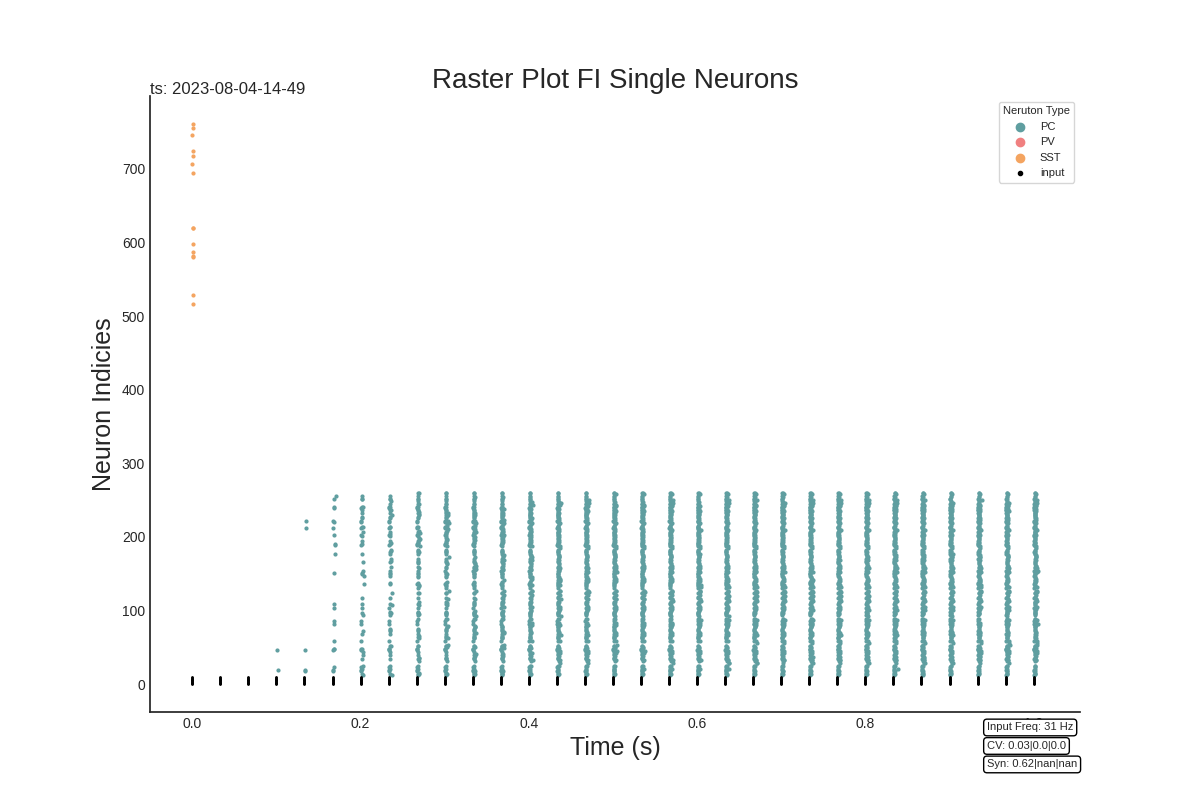 Raster Plot FI Single Neurons
ts: 2023-08-04-14-49
Neruton Type
PC
PV
SST
input
700
600
500
400
300
200
100
0
Neuron Indicies
0.0 0.2 0.4 0.6 0.8
Time (s)
Input Freq: 31 Hz
CV: 0.03|0.0|0.0
Syn: 0.62|nan|nan